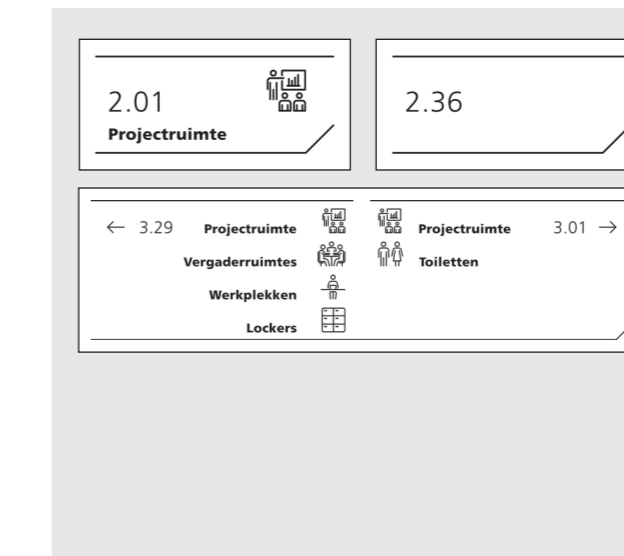 2.01
Projectruimte
2.36
← 3.29 Projectruimte
Vergaderruimtes
Werkplekken
Lockers
Projectruimte 3.01 →
Toiletten